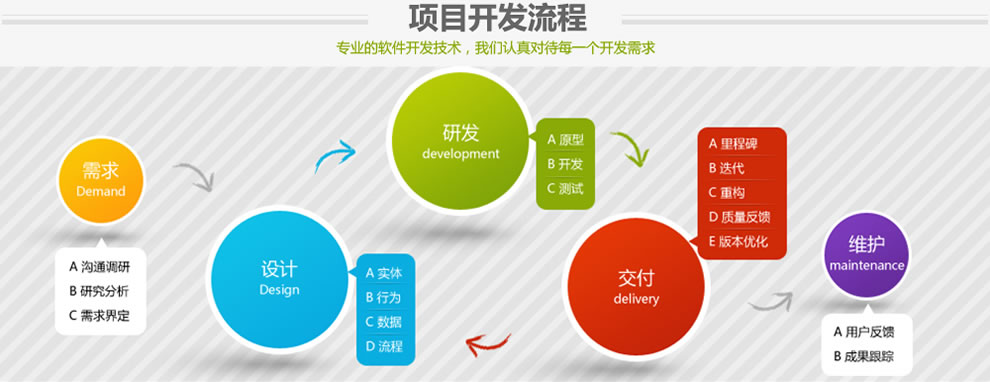 项目开发流程
专业的软件开发技术，我们认真对待每一个开发需求
需求
Demand
A 沟通调研
B 研究分析
C 需求界定
设计
Design
A 实体
B 行为
C 数据
D 流程
研发
development
A 原型
B 开发
C 测试
交付
delivery
A 里程碑
B 迭代
C 重构
D 质量反馈
E 版本优化
维护
maintenance
A 用户反馈
B 成果跟踪